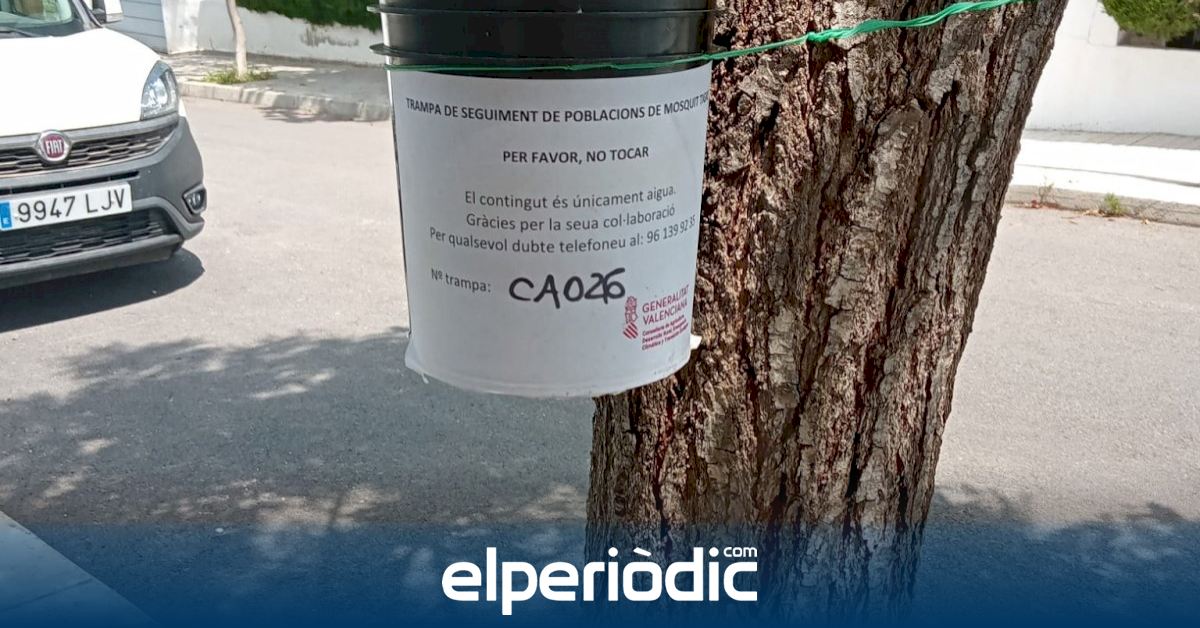 TRAMPA DE SEGUIMENT DE POBLACIONS DE MOSQUIT
PER FAVOR, NO TOCAR
El contingut és únicament aigua.
Gràcies per la seua col·laboració
Per qualsevol dubte telefoneu al: 96 139 92 35
Nº trampa: CA026
GENERALITAT
VALENCIANA
FIAT
E 9947 LJV
elperiòdic com